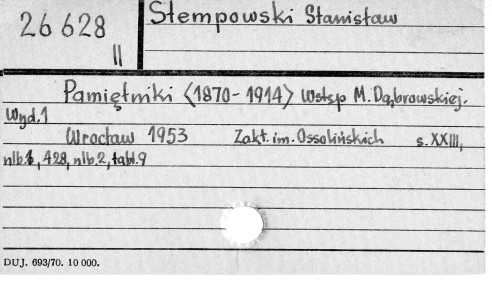 26 628
II
Stempowski Stanisław
Pamiętniki <1870-1914> Wstęp M. Dąbrowskiej.
Wyd.1
Wrocław 1953 Zakł. im. Ossolińskich s. XXIII,
nlb.1, 428, nlb.2, tabl.9
DUJ. 693/70. 10 000.